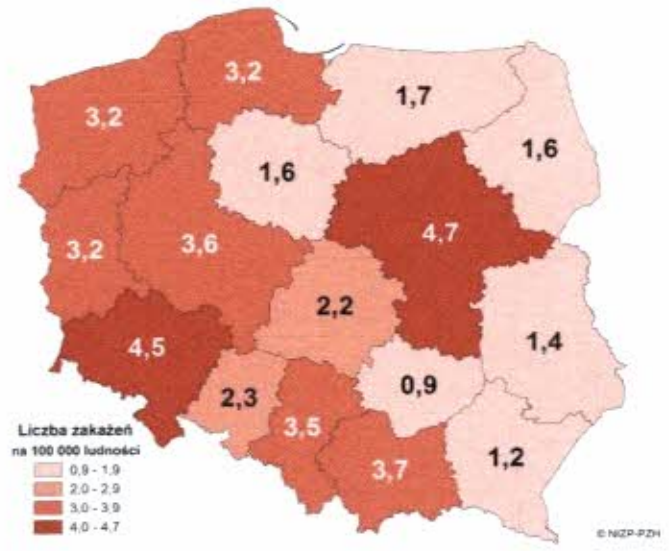 3,2
3,2
1,7
1,6
1,6
3,2
3,6
4,7
2,2
4,5
1,4
2,3
0,9
3,5
3,7
1,2
Liczba zakażeń
na 100 000 ludności
0,9 - 1,9
2,0 - 2,9
3,0 - 3,9
4,0 - 4,7
© NIZP-PZH